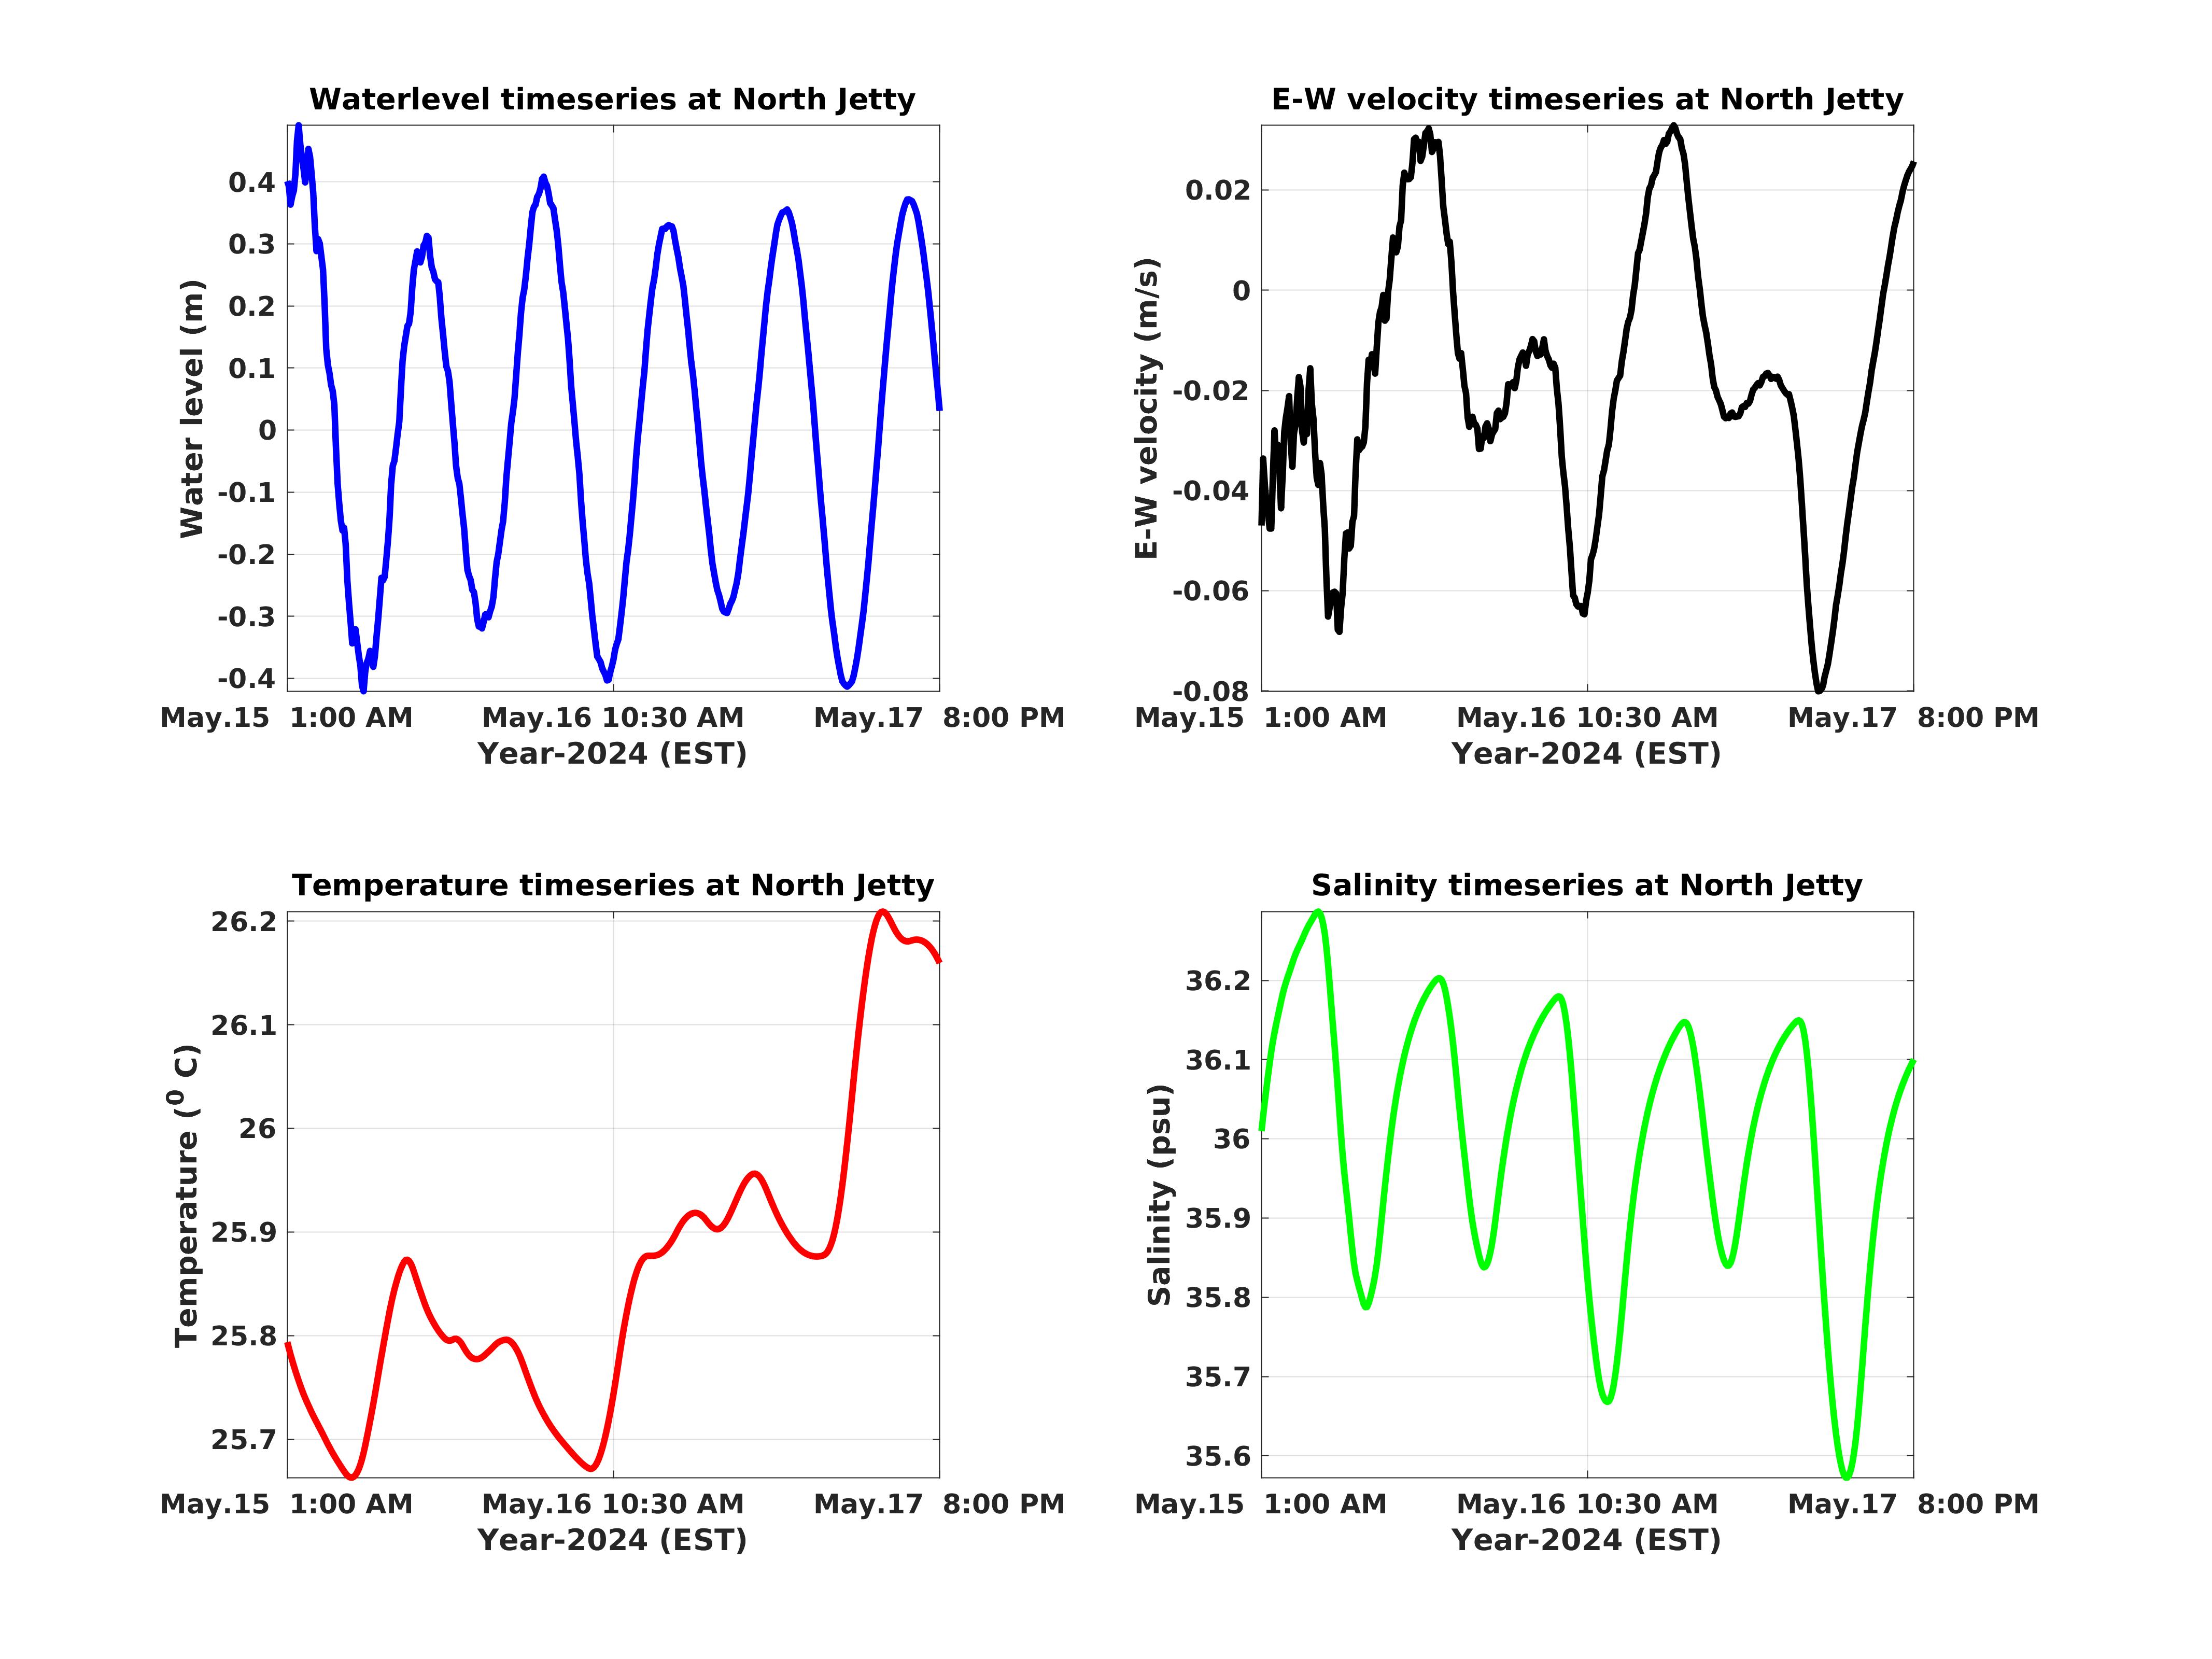 Waterlevel timeseries at North Jetty
Water level (m)
0.4
0.3
0.2
0.1
0
-0.1
-0.2
-0.3
-0.4
May.15 1:00 AM May.16 10:30 AM May.17 8:00 PM
Year-2024 (EST)
E-W velocity timeseries at North Jetty
E-W velocity (m/s)
0.02
0
-0.02
-0.04
-0.06
-0.08
May.15 1:00 AM May.16 10:30 AM May.17 8:00 PM
Year-2024 (EST)
Temperature timeseries at North Jetty
Temperature (⁰ C)
26.2
26.1
26
25.9
25.8
25.7
May.15 1:00 AM May.16 10:30 AM May.17 8:00 PM
Year-2024 (EST)
Salinity timeseries at North Jetty
Salinity (psu)
36.2
36.1
36
35.9
35.8
35.7
35.6
May.15 1:00 AM May.16 10:30 AM May.17 8:00 PM
Year-2024 (EST)